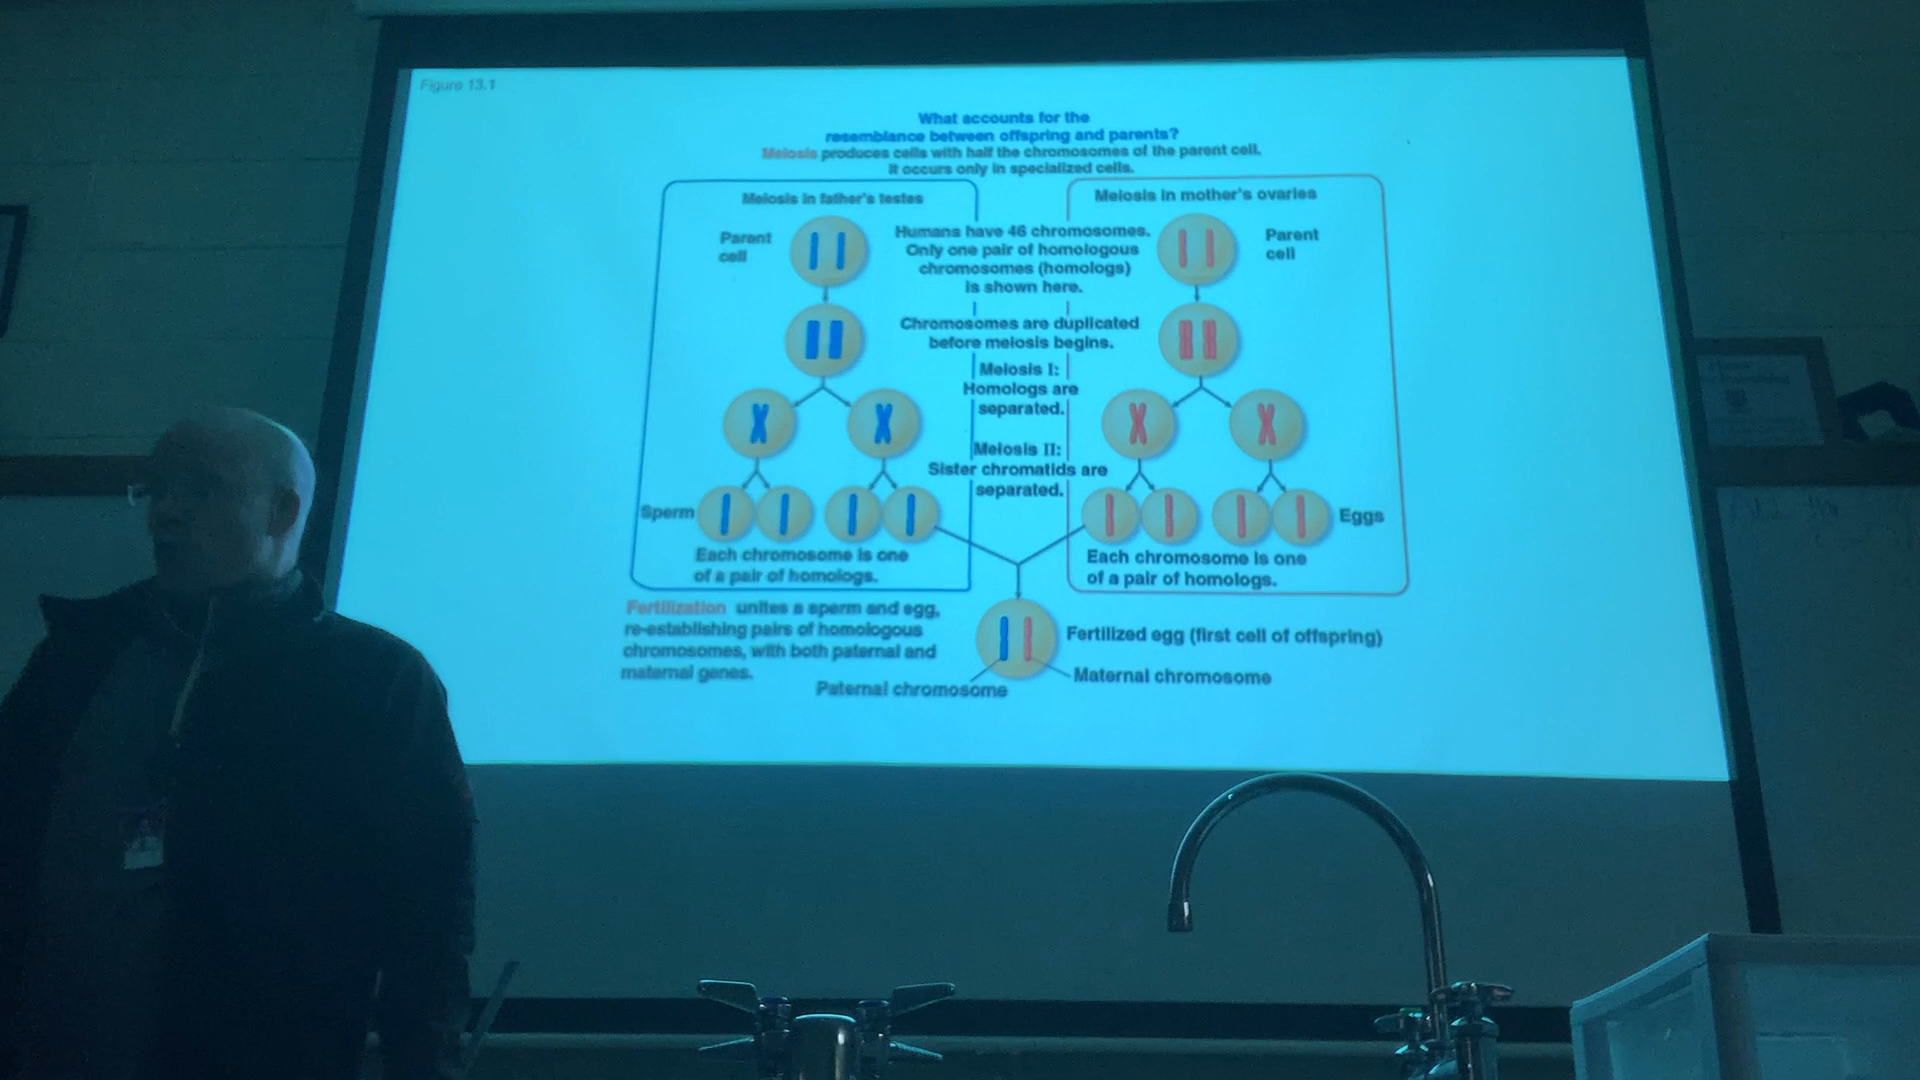 Figure 13.1
What accounts for the
resemblance between offspring and parents?
Meiosis produces cells with half the chromosomes of the parent cell.
It occurs only in specialized cells.
Meiosis in father's testes
Meiosis in mother's ovaries
Parent
cell
Humans have 46 chromosomes.
Only one pair of homologous
chromosomes (homologs)
is shown here.
Parent
cell
Chromosomes are duplicated
before meiosis begins.
Meiosis I:
Homologs are
separated.
Meiosis II:
Sister chromatids are
separated.
Sperm
Eggs
Each chromosome is one
of a pair of homologs.
Each chromosome is one
of a pair of homologs.
Fertilization unites a sperm and egg,
re-establishing pairs of homologous
chromosomes, with both paternal and
maternal genes.
Fertilized egg (first cell of offspring)
Maternal chromosome
Paternal chromosome